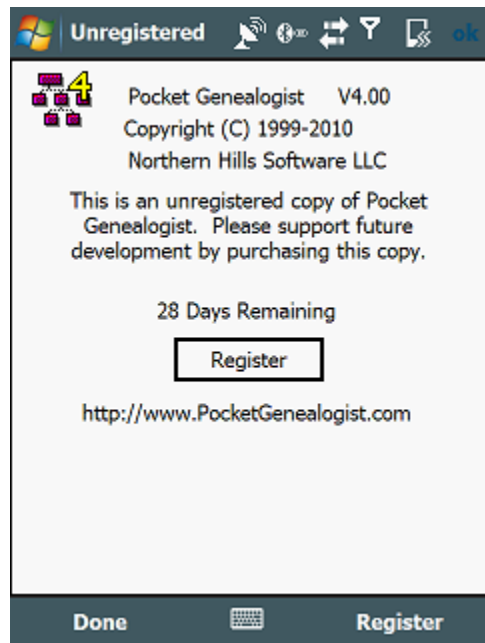 Unregistered ok
4
Pocket Genealogist V4.00
Copyright (C) 1999-2010
Northern Hills Software LLC
This is an unregistered copy of Pocket
Genealogist. Please support future
development by purchasing this copy.
28 Days Remaining
Register
http://www.PocketGenealogist.com
Done Register